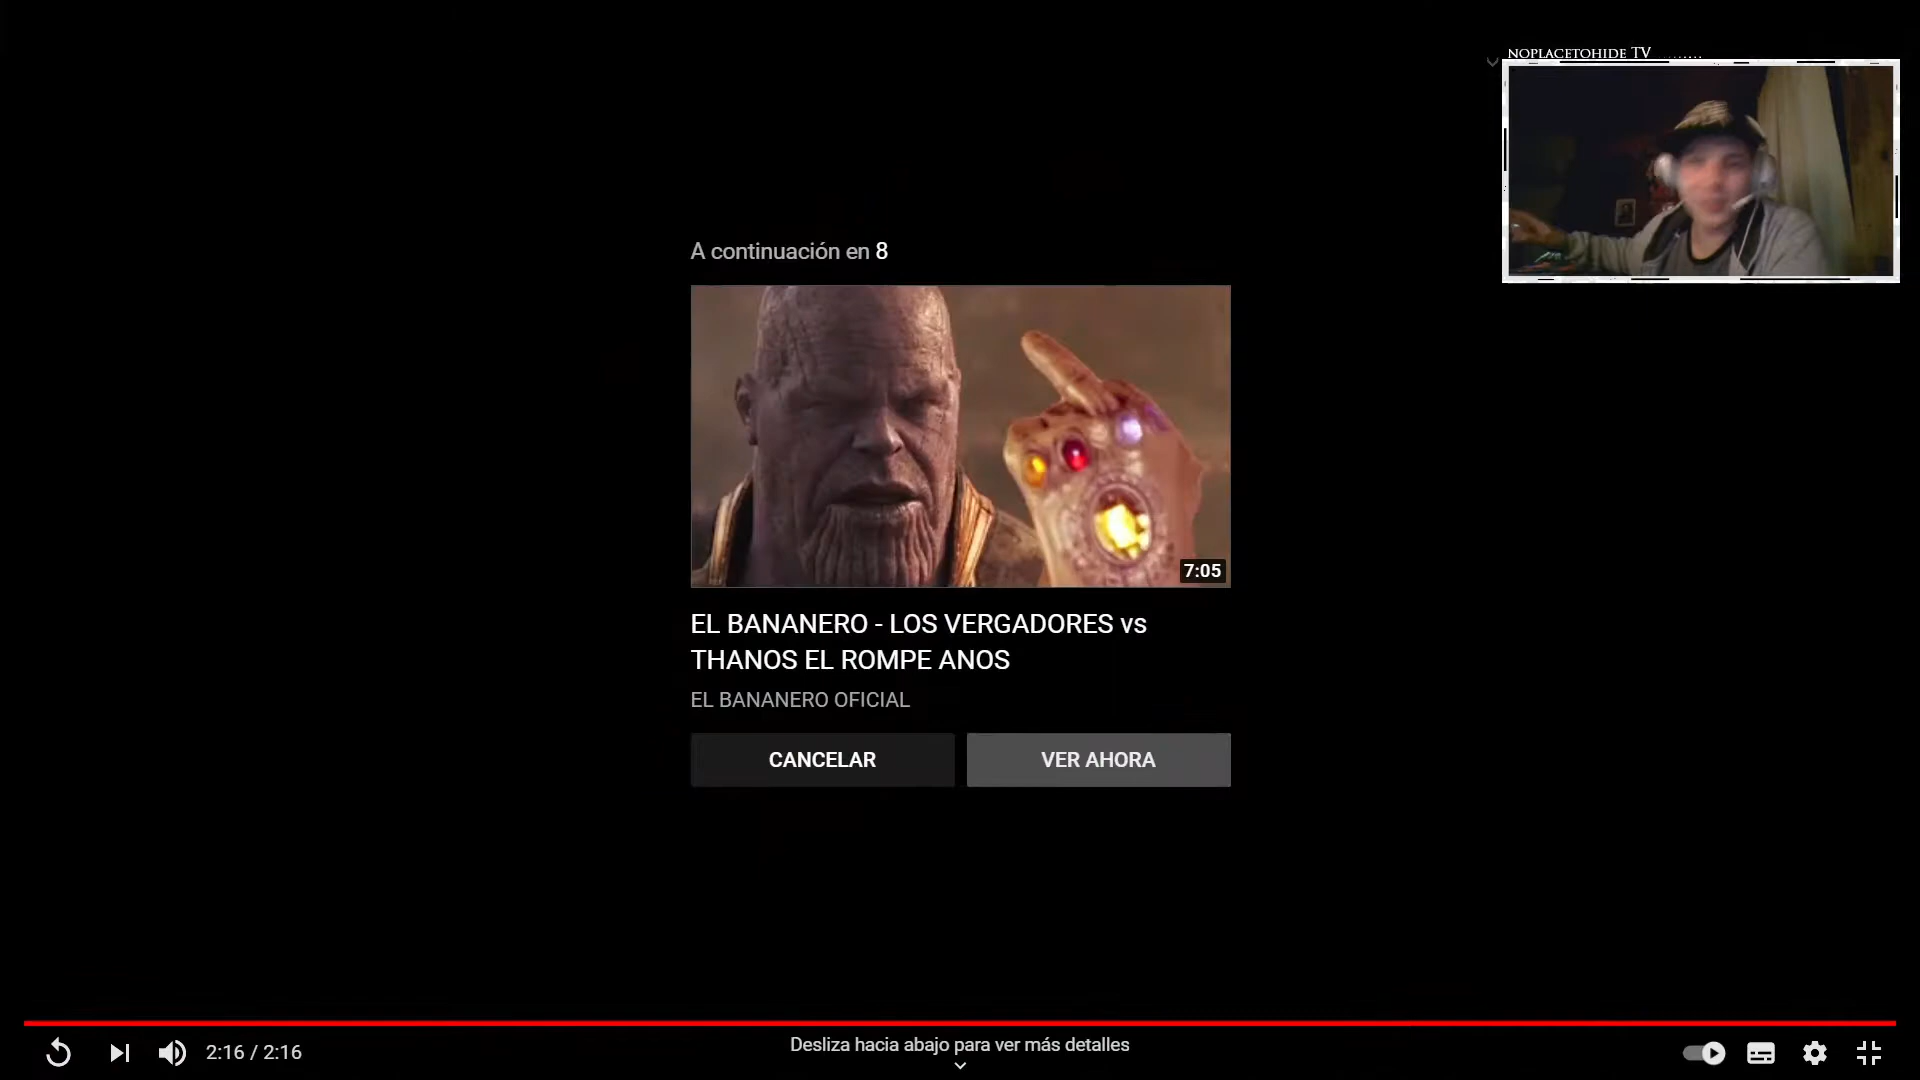 NOPLACETOHIDE TV
A continuación en 8
7:05
EL BANANERO - LOS VERGADORES vs
THANOS EL ROMPE ANOS
EL BANANERO OFICIAL
CANCELAR
VER AHORA
2:16 / 2:16
Desliza hacia abajo para ver más detalles